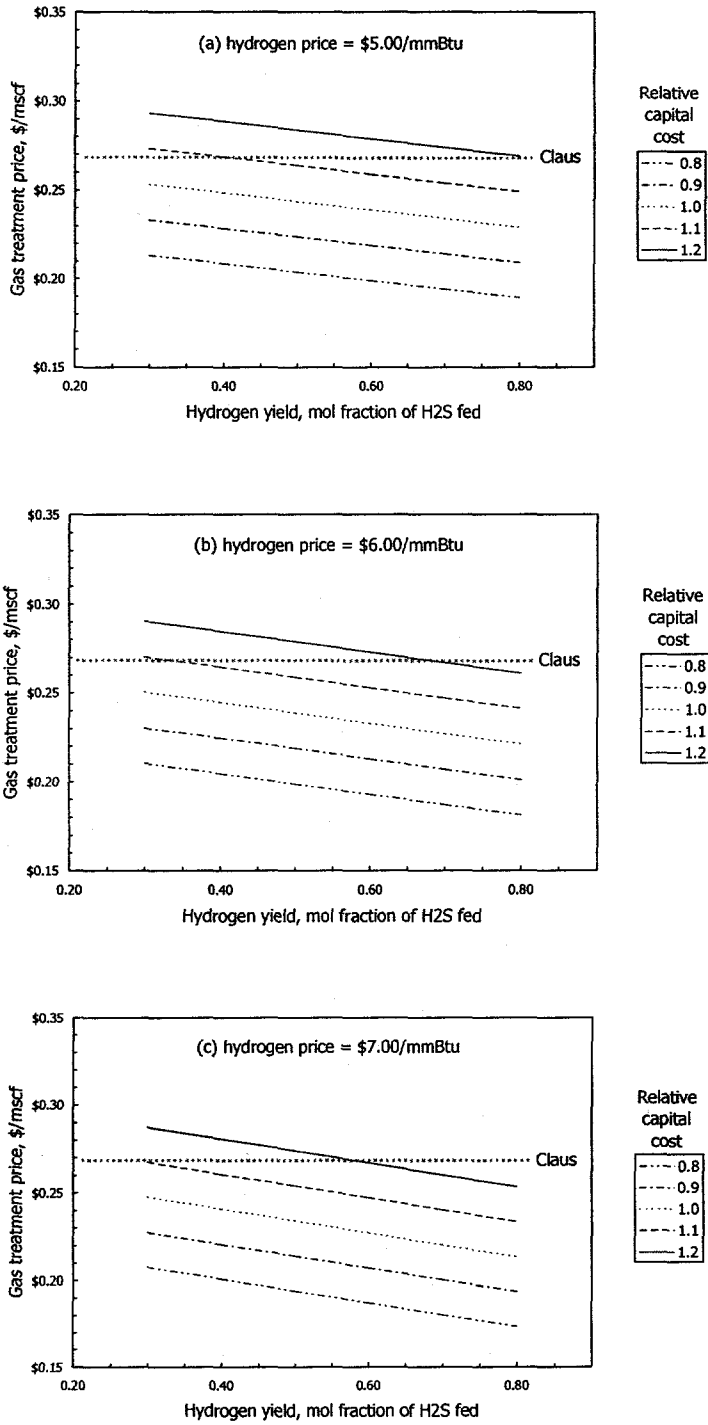 $0.35
(a) hydrogen price = $5.00/mmBtu
$0.30
Claus
$0.25
$0.20
$0.15
Gas treatment price, $/mscf
0.20 0.40 0.60 0.80
Hydrogen yield, mol fraction of H2S fed
Relative
capital
cost
0.8
0.9
1.0
1.1
1.2
$0.35
(b) hydrogen price = $6.00/mmBtu
$0.30
Claus
$0.25
$0.20
$0.15
Gas treatment price, $/mscf
0.20 0.40 0.60 0.80
Hydrogen yield, mol fraction of H2S fed
Relative
capital
cost
0.8
0.9
1.0
1.1
1.2
$0.35
(c) hydrogen price = $7.00/mmBtu
$0.30
Claus
$0.25
$0.20
$0.15
Gas treatment price, $/mscf
0.20 0.40 0.60 0.80
Hydrogen yield, mol fraction of H2S fed
Relative
capital
cost
0.8
0.9
1.0
1.1
1.2